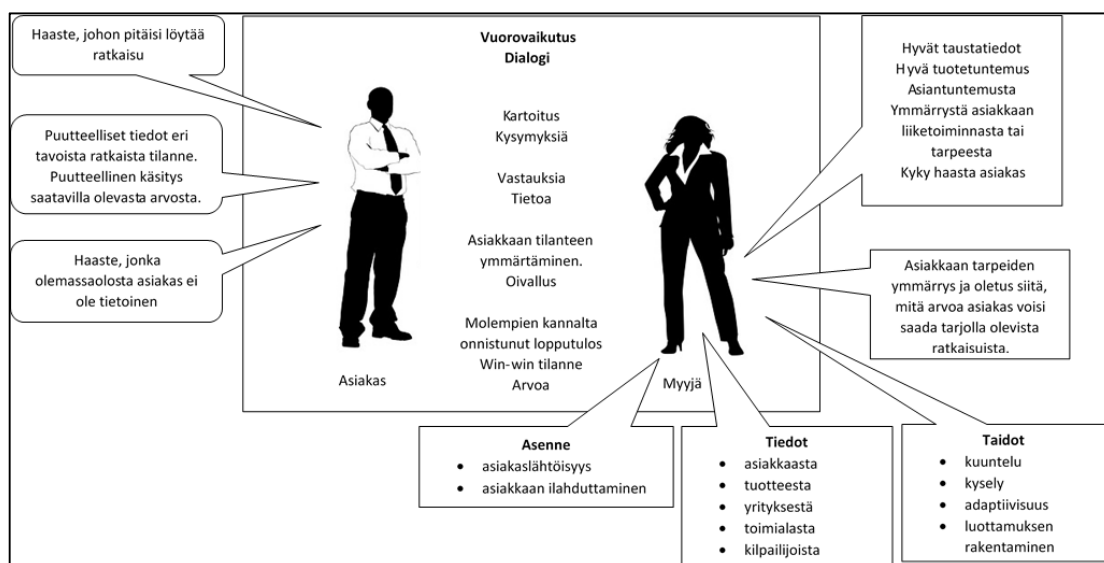 Haaste, johon pitäisi löytää
ratkaisu
Puutteelliset tiedot eri
tavoista ratkaista tilanne.
Puutteellinen käsitys
saatavilla olevasta arvosta.
Haaste, jonka
olemassaolosta asiakas ei
ole tietoinen
Vuorovaikutus
Dialogi
Kartoitus
Kysymyksiä
Vastauksia
Tietoa
Asiakkaan tilanteen
ymmärtäminen.
Oivallus
Molempien kannalta
onnistunut lopputulos
Win-win tilanne
Arvoa
Asiakas
Myyjä
Hyvät taustatiedot
Hyvä tuotetuntemus
Asiantuntemusta
Ymmärrystä asiakkaan
liiketoiminnasta tai
tarpeesta
Kyky haasta asiakas
Asiakkaan tarpeiden
ymmärrys ja oletus siitä,
mitä arvoa asiakas voisi
saada tarjolla olevista
ratkaisuista.
Asenne
• asiakaslähtöisyys
• asiakkaan ilahduttaminen
Tiedot
• asiakkaasta
• tuotteesta
• yrityksestä
• toimialasta
• kilpailijoista
Taidot
• kuuntelu
• kysely
• adaptiivisuus
• luottamuksen
rakentaminen